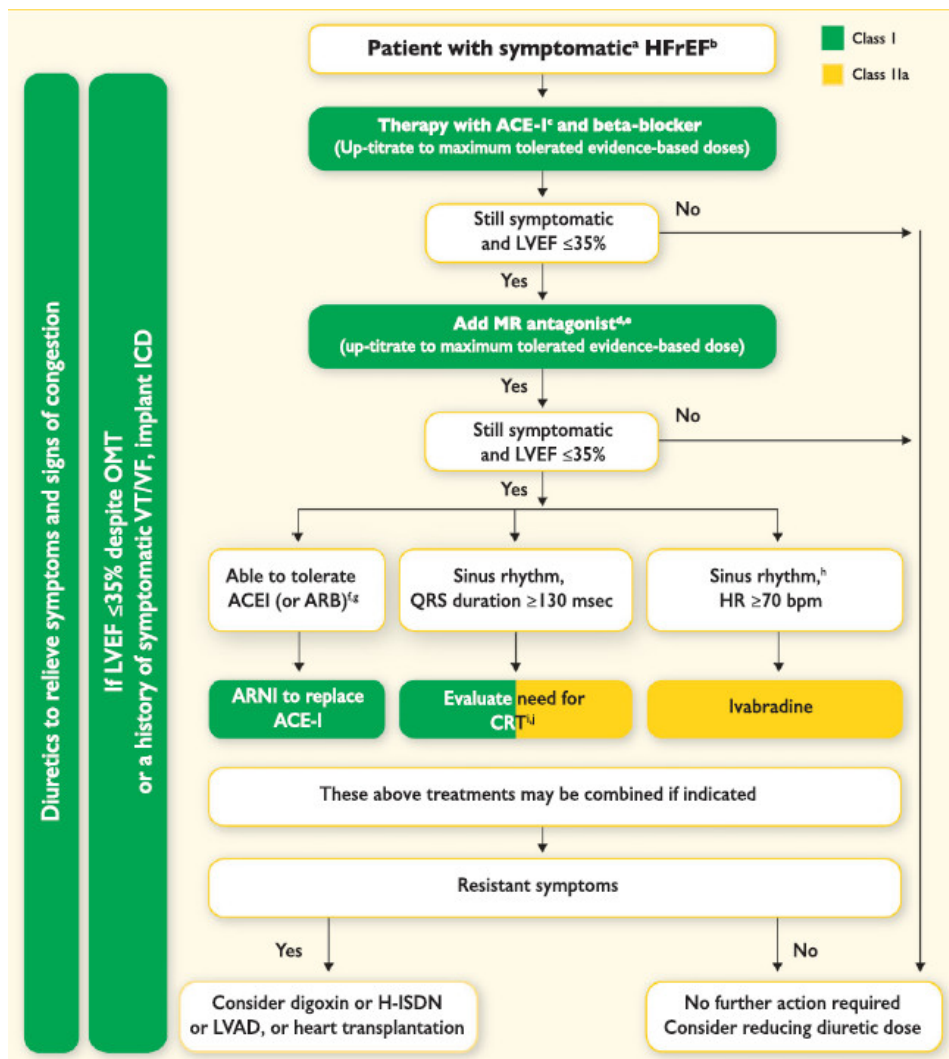 Patient with symptomaticᵃ HFrEFᵇ
Class I
Class IIa
Therapy with ACE-Iᶜ and beta-blocker
(Up-titrate to maximum tolerated evidence-based doses)
Still symptomatic
and LVEF ≤35%
No
Yes
Add MR antagonistᵈ,ᵉ
(up-titrate to maximum tolerated evidence-based dose)
Yes
Still symptomatic
and LVEF ≤35%
No
Yes
Able to tolerate
ACEI (or ARB)ᶠ,ᵍ
Sinus rhythm,
QRS duration ≥130 msec
Sinus rhythm,ʰ
HR ≥70 bpm
ARNI to replace
ACE-I
Evaluate need for
CRTⁱ,ʲ
Ivabradine
These above treatments may be combined if indicated
Resistant symptoms
Yes
No
Consider digoxin or H-ISDN
or LVAD, or heart transplantation
No further action required
Consider reducing diuretic dose
Diuretics to relieve symptoms and signs of congestion
If LVEF ≤35% despite OMT
or a history of symptomatic VT/VF, implant ICD